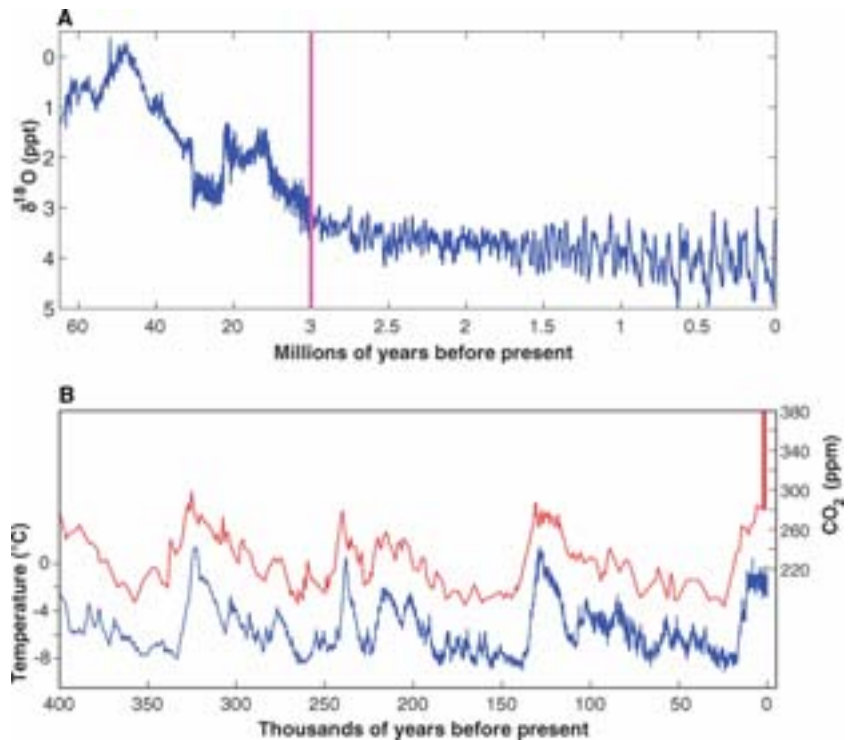 A
0
1
2
3
4
5
δ¹⁸O (ppt)
60 40 20 3 2.5 2 1.5 1 0.5 0
Millions of years before present
B
380
340
300
260
220
CO₂ (ppm)
0
-4
-8
Temperature (°C)
400 350 300 250 200 150 100 50 0
Thousands of years before present